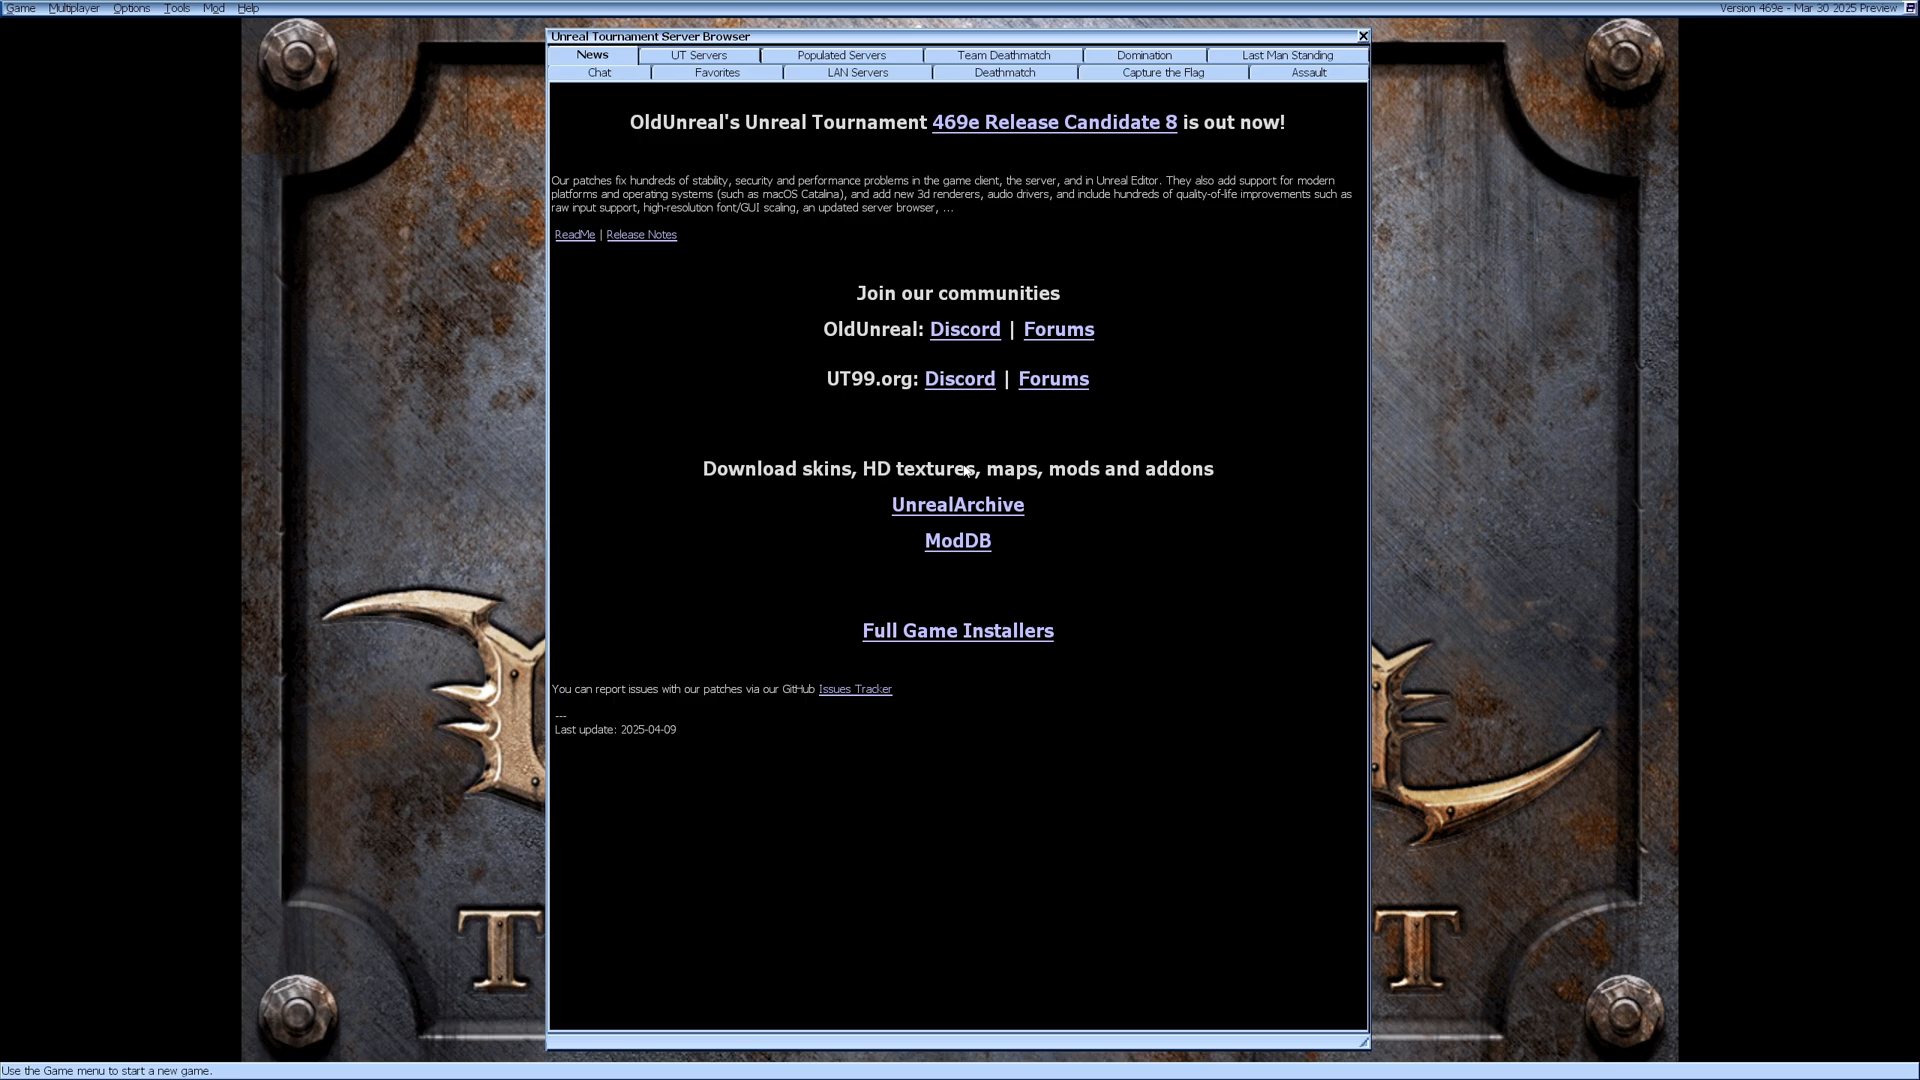 Game Multiplayer Options Tools Mod Help Version 469e - Mar 30 2025 Preview
Unreal Tournament Server Browser
News UT Servers Populated Servers Team Deathmatch Domination Last Man Standing
Chat Favorites LAN Servers Deathmatch Capture the Flag Assault
OldUnreal's Unreal Tournament 469e Release Candidate 8 is out now!
Our patches fix hundreds of stability, security and performance problems in the game client, the server, and in Unreal Editor. They also add support for modern
platforms and operating systems (such as macOS Catalina), and add new 3d renderers, audio drivers, and include hundreds of quality-of-life improvements such as
raw input support, high-resolution font/GUI scaling, an updated server browser, ...
ReadMe | Release Notes
Join our communities
OldUnreal: Discord | Forums
UT99.org: Discord | Forums
Download skins, HD textures, maps, mods and addons
UnrealArchive
ModDB
Full Game Installers
You can report issues with our patches via our GitHub Issues Tracker
---
Last update: 2025-04-09
T T
Use the Game menu to start a new game.